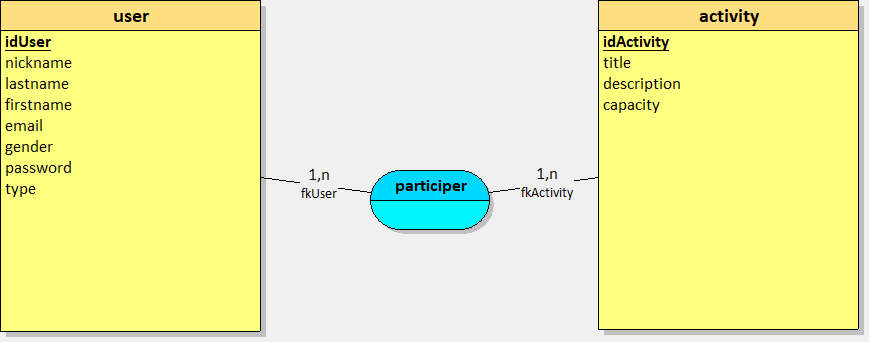 user
idUser
nickname
lastname
firstname
email
gender
password
type
1,n
fkUser
participer
1,n
fkActivity
activity
idActivity
title
description
capacity